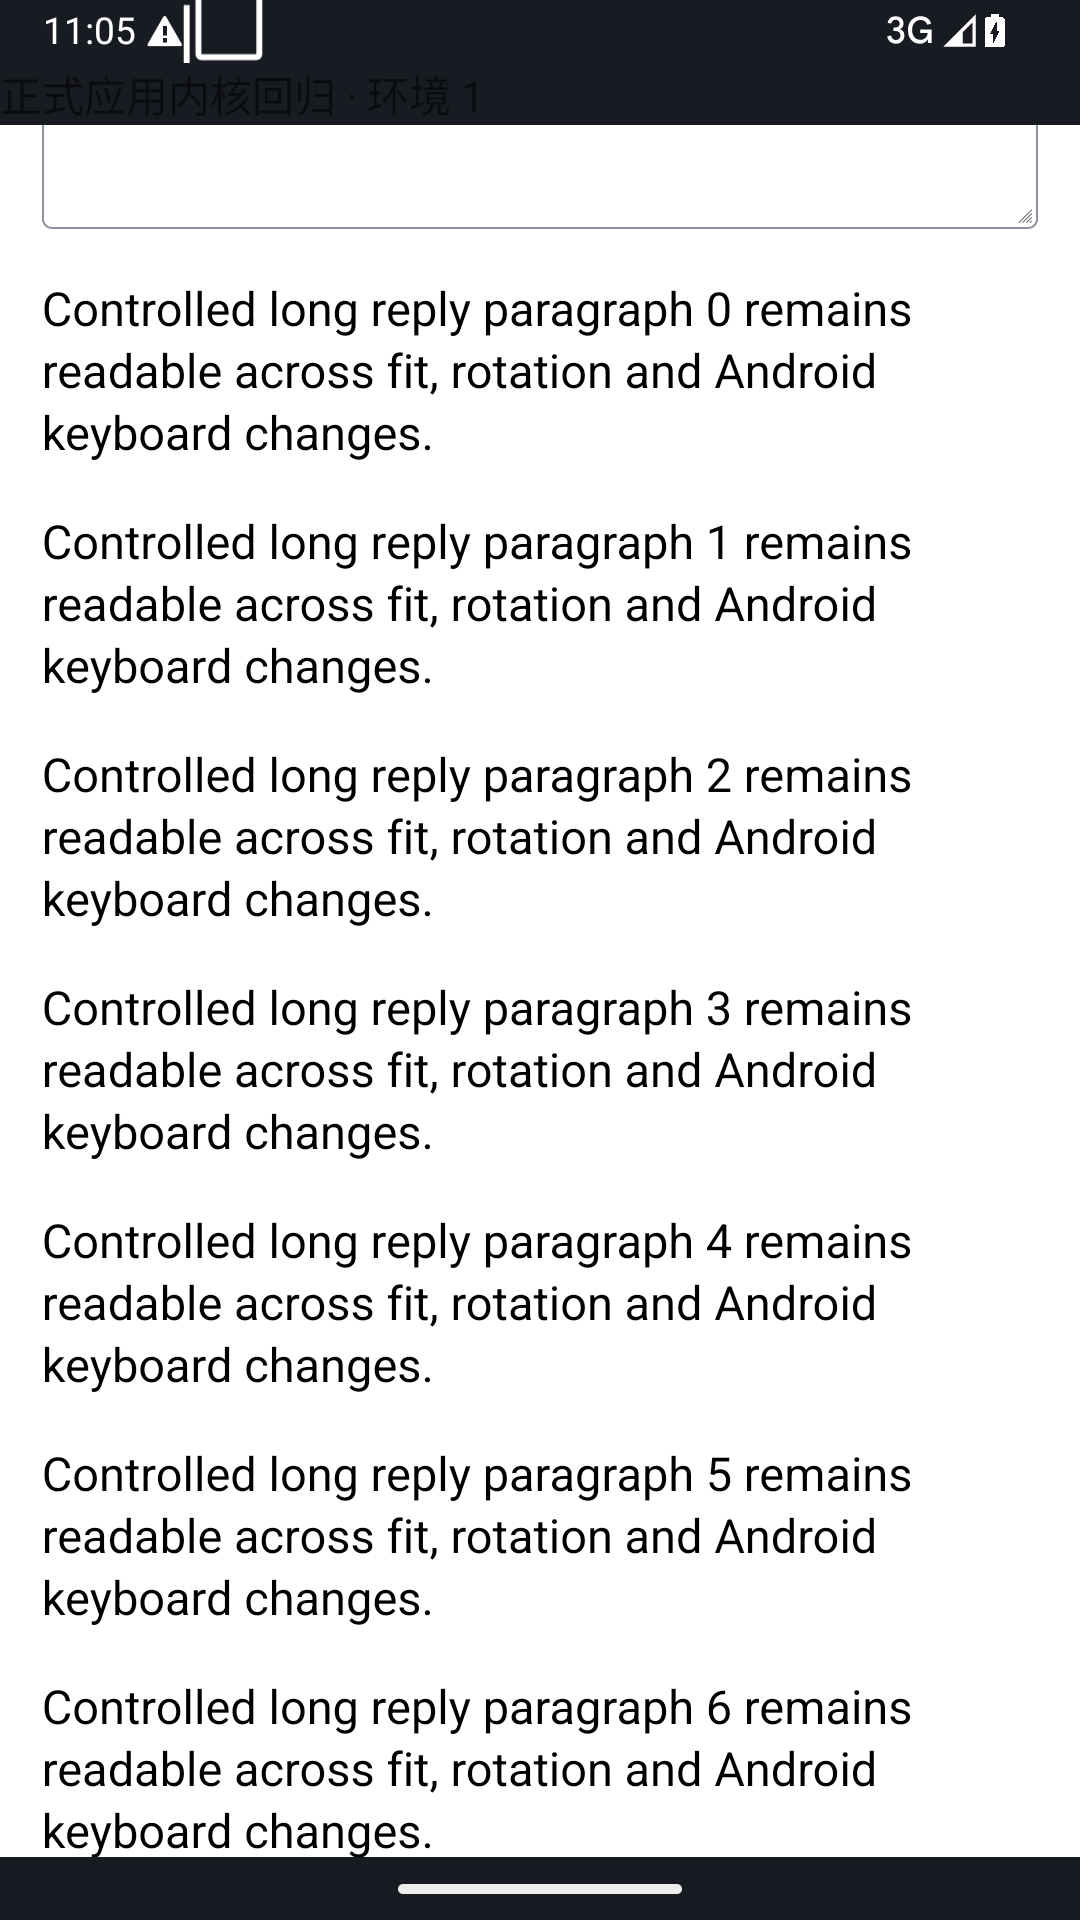 11:05
3G
正式应用内核回归 · 环境 1
Controlled long reply paragraph 0 remains
readable across fit, rotation and Android
keyboard changes.
Controlled long reply paragraph 1 remains
readable across fit, rotation and Android
keyboard changes.
Controlled long reply paragraph 2 remains
readable across fit, rotation and Android
keyboard changes.
Controlled long reply paragraph 3 remains
readable across fit, rotation and Android
keyboard changes.
Controlled long reply paragraph 4 remains
readable across fit, rotation and Android
keyboard changes.
Controlled long reply paragraph 5 remains
readable across fit, rotation and Android
keyboard changes.
Controlled long reply paragraph 6 remains
readable across fit, rotation and Android
keyboard changes.